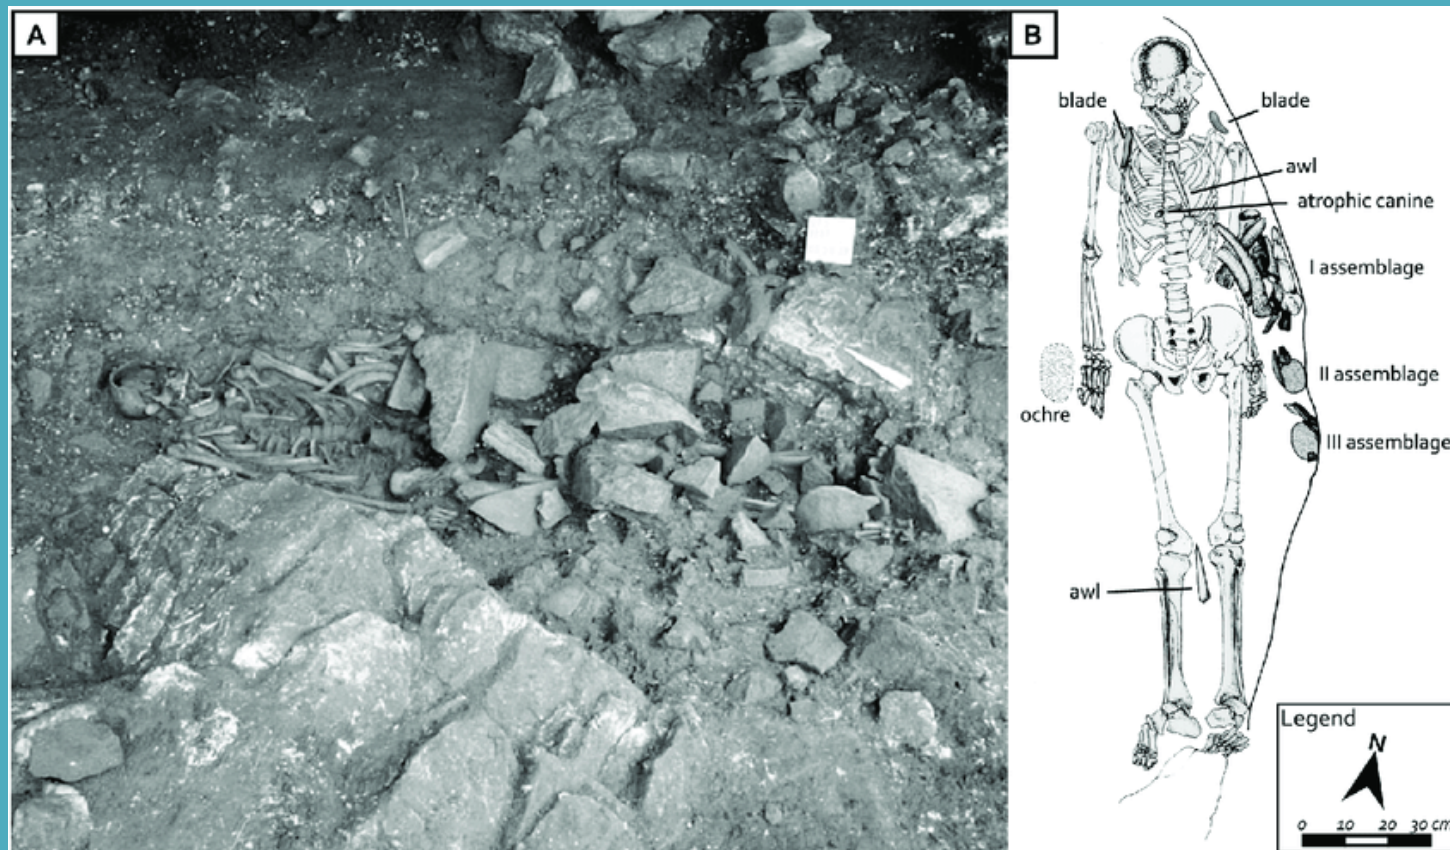 A
B
blade
blade
awl
atrophic canine
I assemblage
II assemblage
ochre
III assemblage
awl
Legend
N
0 10 20 30 cm